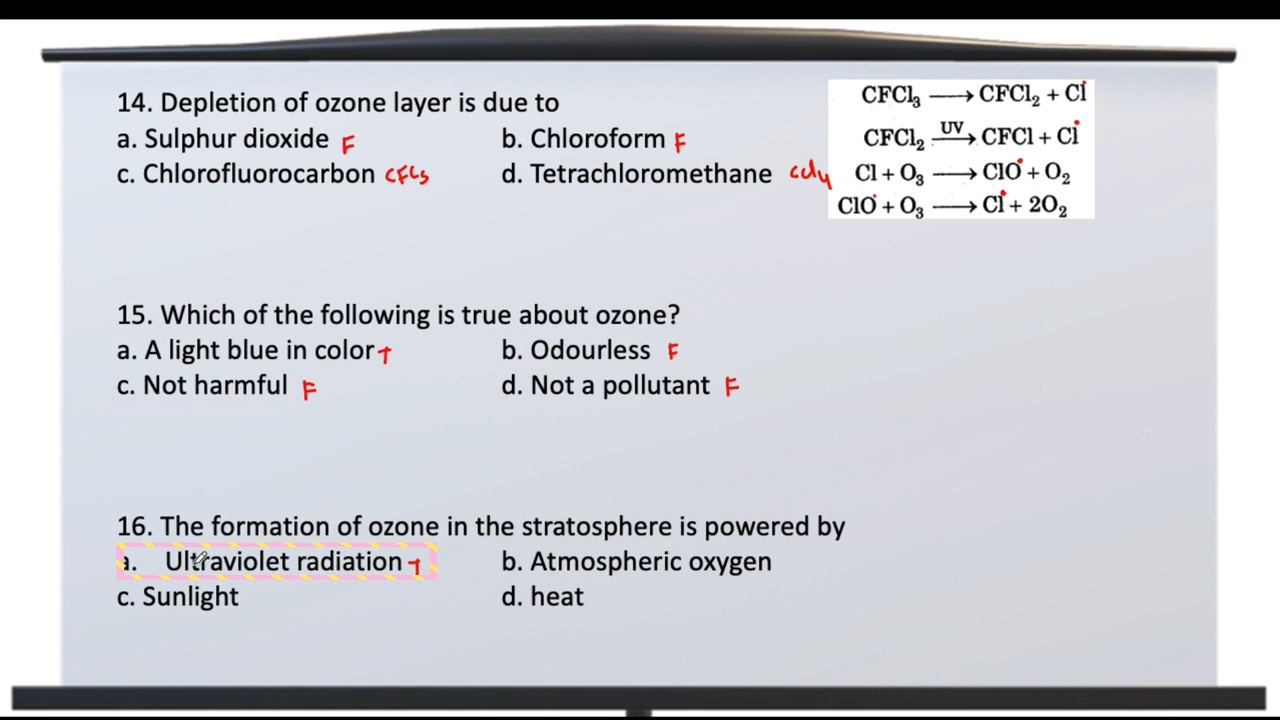 14. Depletion of ozone layer is due to
a. Sulphur dioxide F b. Chloroform F
c. Chlorofluorocarbon CFCs d. Tetrachloromethane CCl4
CFCl₃ ⟶ CFCl₂ + Cl•
CFCl₂ UV⟶ CFCl + Cl•
Cl + O₃ ⟶ ClO• + O₂
ClO• + O₃ ⟶ Cl• + 2O₂
15. Which of the following is true about ozone?
a. A light blue in color T b. Odourless F
c. Not harmful F d. Not a pollutant F
16. The formation of ozone in the stratosphere is powered by
a. Ultraviolet radiation T b. Atmospheric oxygen
c. Sunlight d. heat